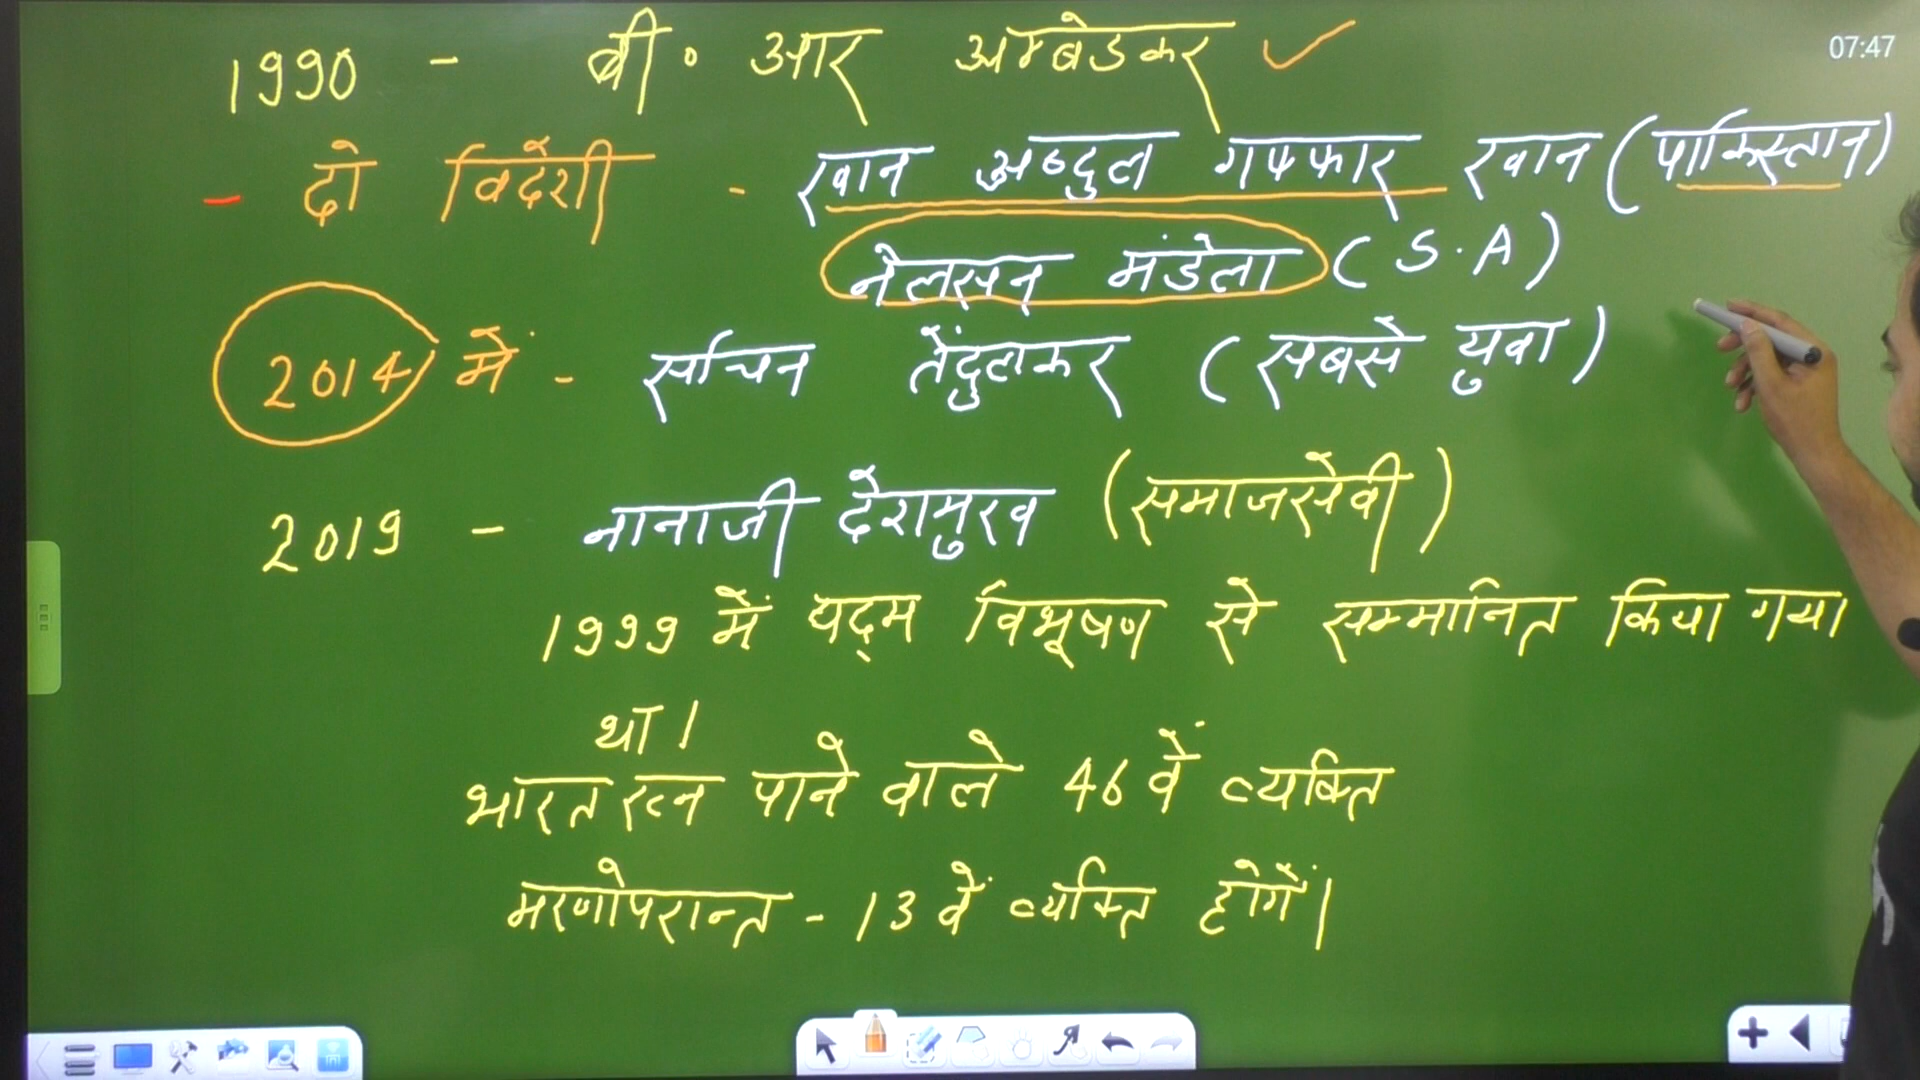 07:47
1990 - बी॰ आर अम्बेडकर ✓
- दो विदेशी - खान अब्दुल गफ्फार खान (पाकिस्तान)
नेलसन मंडेला (S.A)
2014 में - सचिन तेंदुलकर (सबसे युवा)
2019 - नानाजी देशमुख (समाजसेवी)
1999 में पद्म विभूषण से सम्मानित किया गया
था।
भारत रत्न पाने वाले 46 वें व्यक्ति
मरणोपरान्त - 13 वें व्यक्ति होगें।